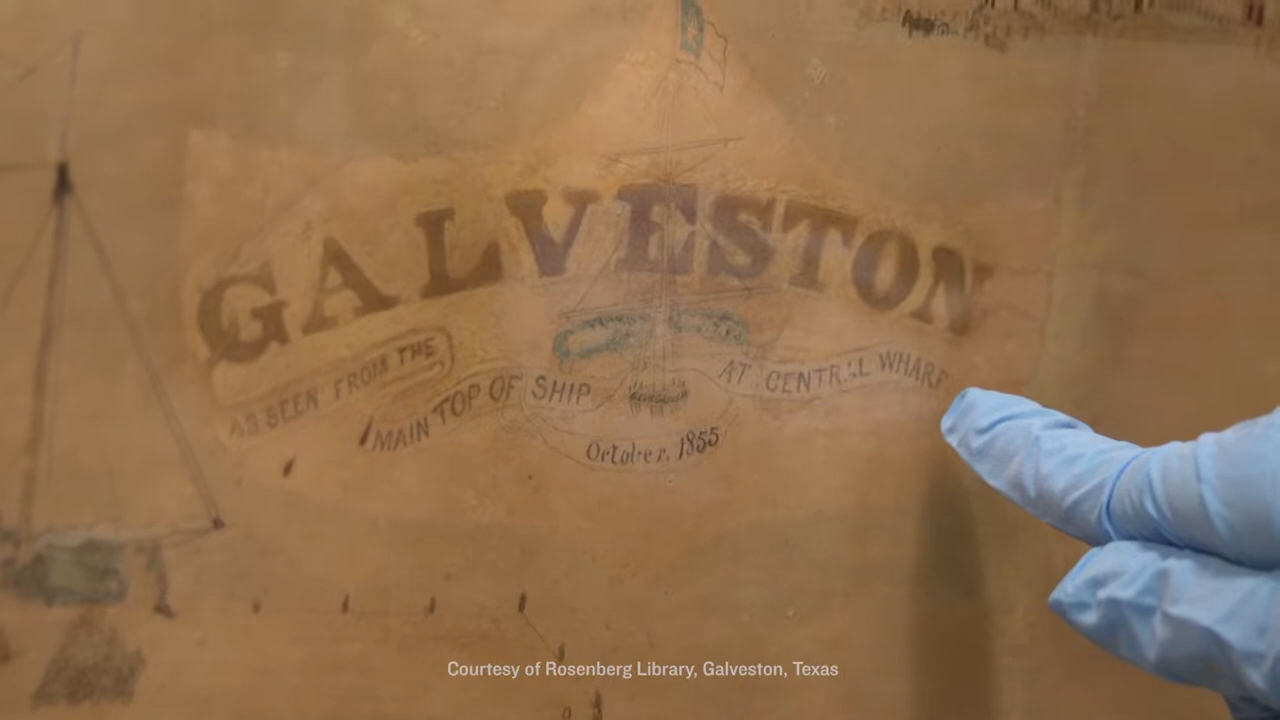 GALVESTON
AS SEEN FROM THE
MAIN TOP OF SHIP
AT CENTRAL WHARF
October, 1855
Courtesy of Rosenberg Library, Galveston, Texas